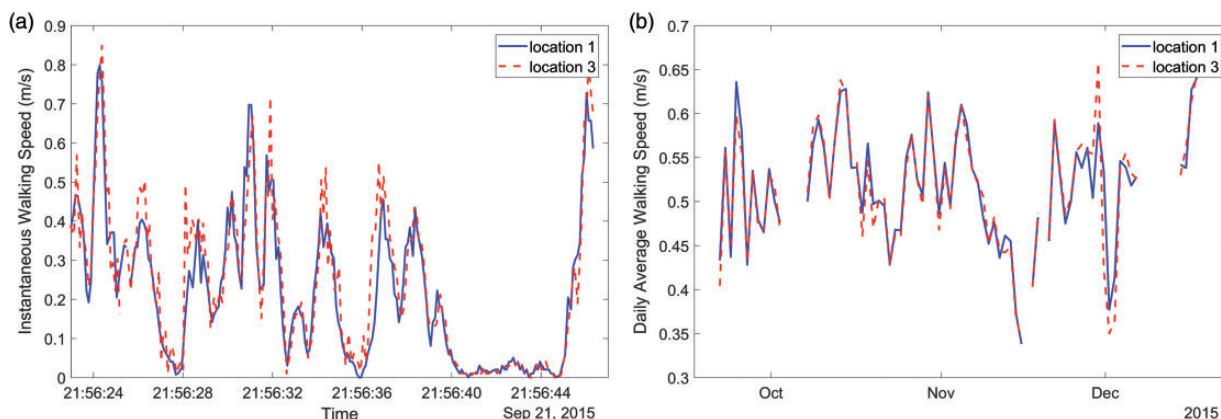 (a)
Instantaneous Walking Speed (m/s)
0.9
0.8
0.7
0.6
0.5
0.4
0.3
0.2
0.1
0
location 1
location 3
21:56:24 21:56:28 21:56:32 21:56:36 21:56:40 21:56:44
Time
Sep 21, 2015
(b)
Daily Average Walking Speed (m/s)
0.7
0.65
0.6
0.55
0.5
0.45
0.4
0.35
0.3
location 1
location 3
Oct Nov Dec
2015